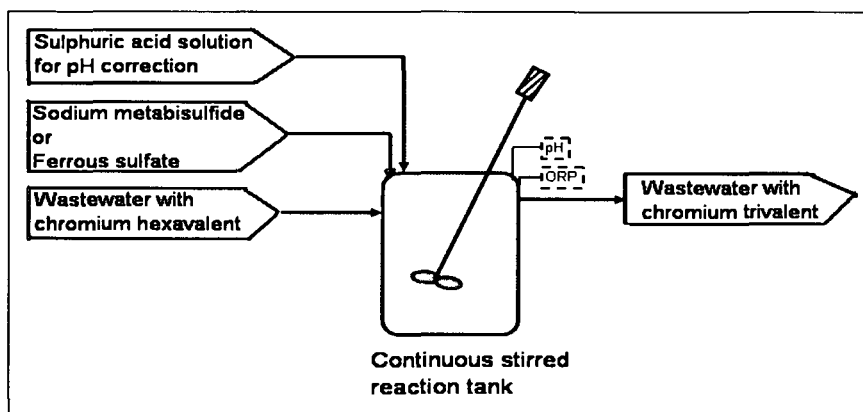 Sulphuric acid solution
for pH correction
Sodium metabisulfide
or
Ferrous sulfate
Wastewater with
chromium hexavalent
pH
ORP
Wastewater with
chromium trivalent
Continuous stirred
reaction tank